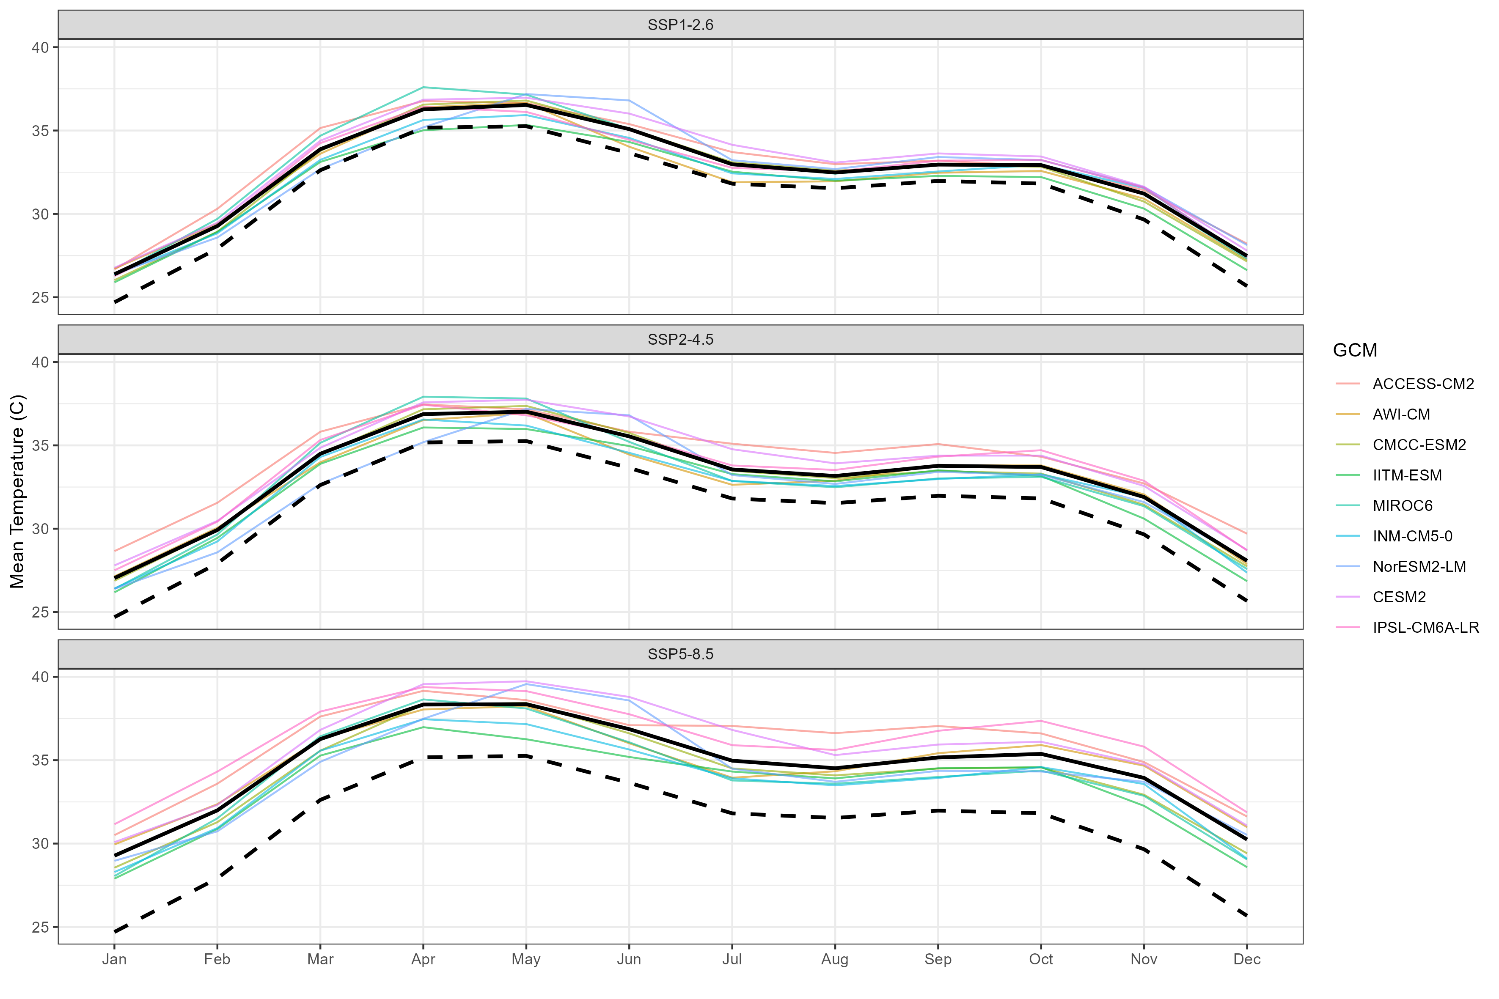 SSP1-2.6
40
35
30
25
SSP2-4.5
40
35
30
25
Mean Temperature (C)
SSP5-8.5
40
35
30
25
Jan Feb Mar Apr May Jun Jul Aug Sep Oct Nov Dec
GCM
ACCESS-CM2
AWI-CM
CMCC-ESM2
IITM-ESM
MIROC6
INM-CM5-0
NorESM2-LM
CESM2
IPSL-CM6A-LR